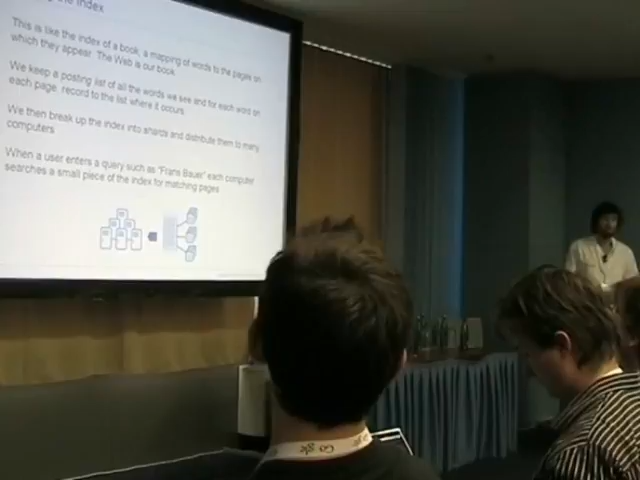 the Index
This is like the index of a book, a mapping of words to the pages on
which they appear. The Web is our book.
We keep a posting list of all the words we see and for each word on
each page, record to the list where it occurs.
We then break up the index into shards and distribute them to many
computers
When a user enters a query such as "Frans Bauer" each computer
searches a small piece of the index for matching pages
Google